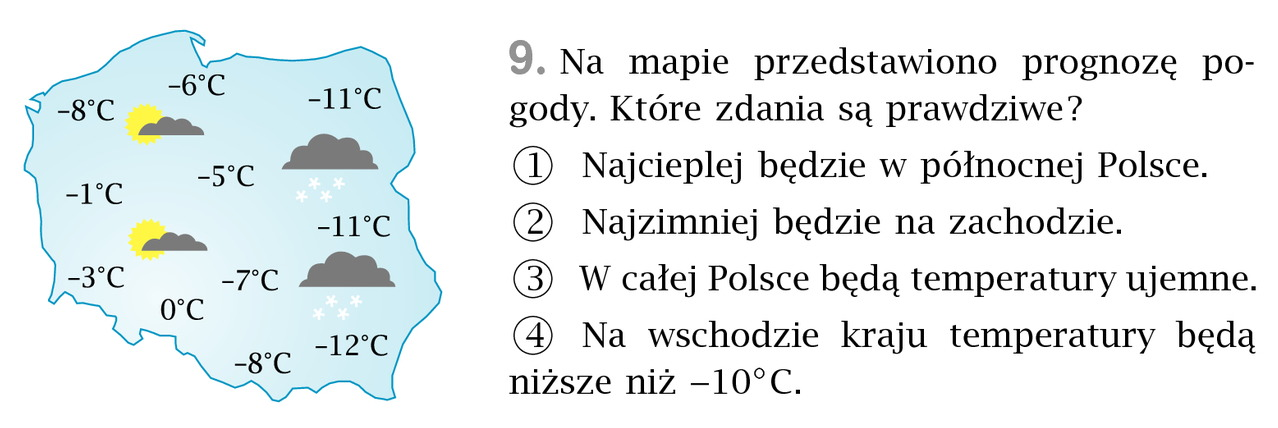 –6°C
–8°C
–11°C
–5°C
–1°C
–11°C
–3°C
–7°C
0°C
–12°C
–8°C
9. Na mapie przedstawiono prognozę po-
gody. Które zdania są prawdziwe?
① Najcieplej będzie w północnej Polsce.
② Najzimniej będzie na zachodzie.
③ W całej Polsce będą temperatury ujemne.
④ Na wschodzie kraju temperatury będą
niższe niż –10°C.